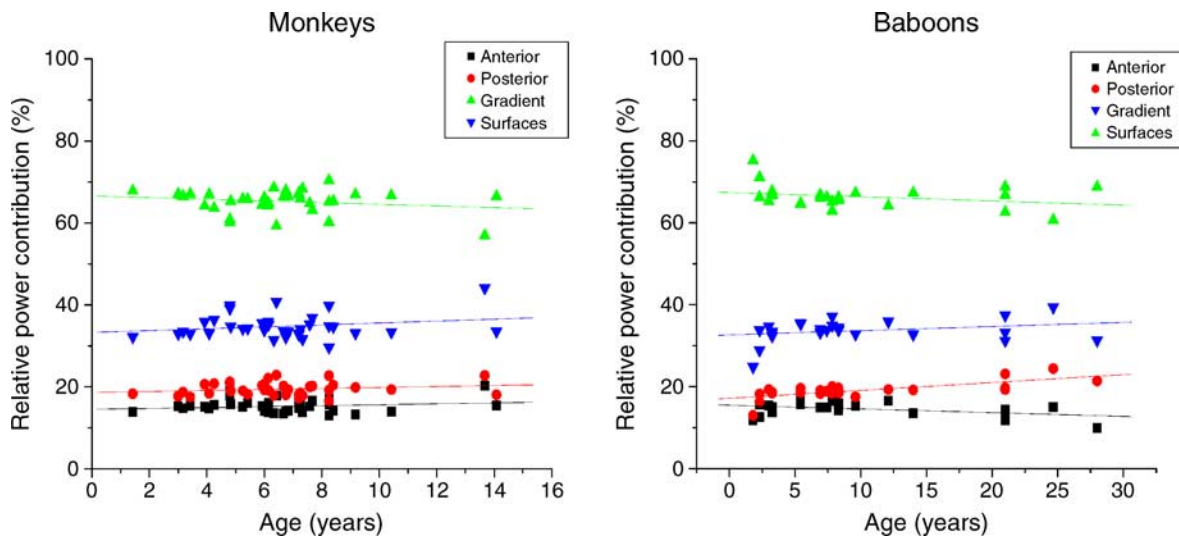 Monkeys
Relative power contribution (%)
100
80
60
40
20
0
0 2 4 6 8 10 12 14 16
Age (years)
Anterior
Posterior
Gradient
Surfaces
Baboons
Relative power contribution (%)
100
80
60
40
20
0
0 5 10 15 20 25 30
Age (years)
Anterior
Posterior
Gradient
Surfaces